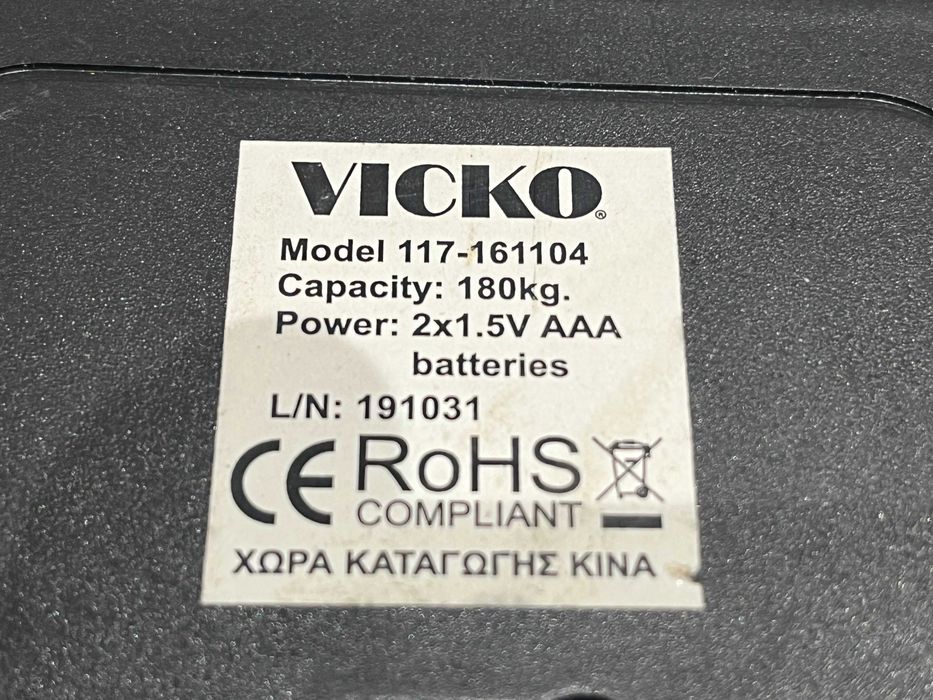 VICKO®
Model 117-161104
Capacity: 180kg.
Power: 2x1.5V AAA
batteries
L/N: 191031
CE RoHS
COMPLIANT
ΧΩΡΑ ΚΑΤΑΓΩΓΗΣ ΚΙΝΑ